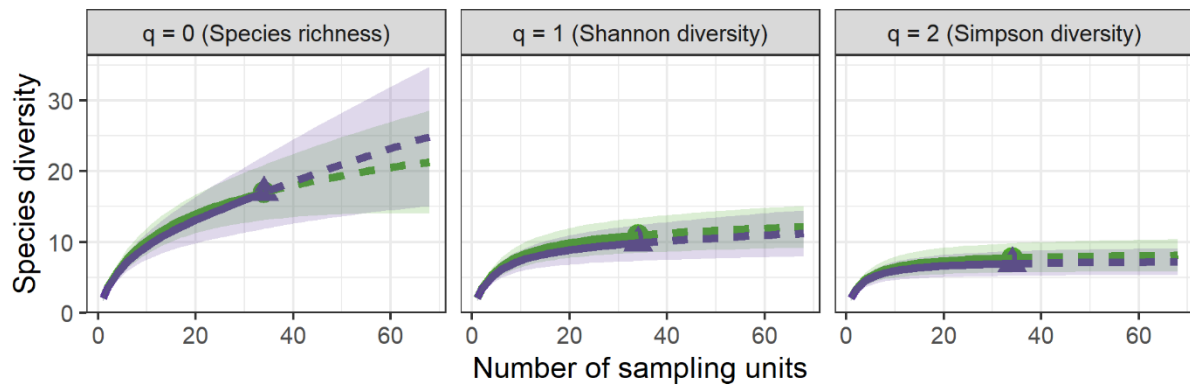 q = 0 (Species richness)
q = 1 (Shannon diversity)
q = 2 (Simpson diversity)
Species diversity
30
20
10
0
0 20 40 60
0 20 40 60
0 20 40 60
Number of sampling units